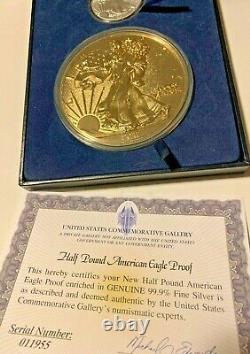 UNITED STATES COMMEMORATIVE GALLERY
A PRIVATE GALLERY NOT AFFILIATED WITH THE UNITED STATES
GOVERNMENT OR ANY GOVERNMENT ENTITY
Half Pound American Eagle Proof
This hereby certifies your New Half Pound American
Eagle Proof enriched in GENUINE 99.9% Fine Silver is
as described and deemed authentic by the United States
Commemorative Gallery's numismatic experts.
Serial Number:
011955